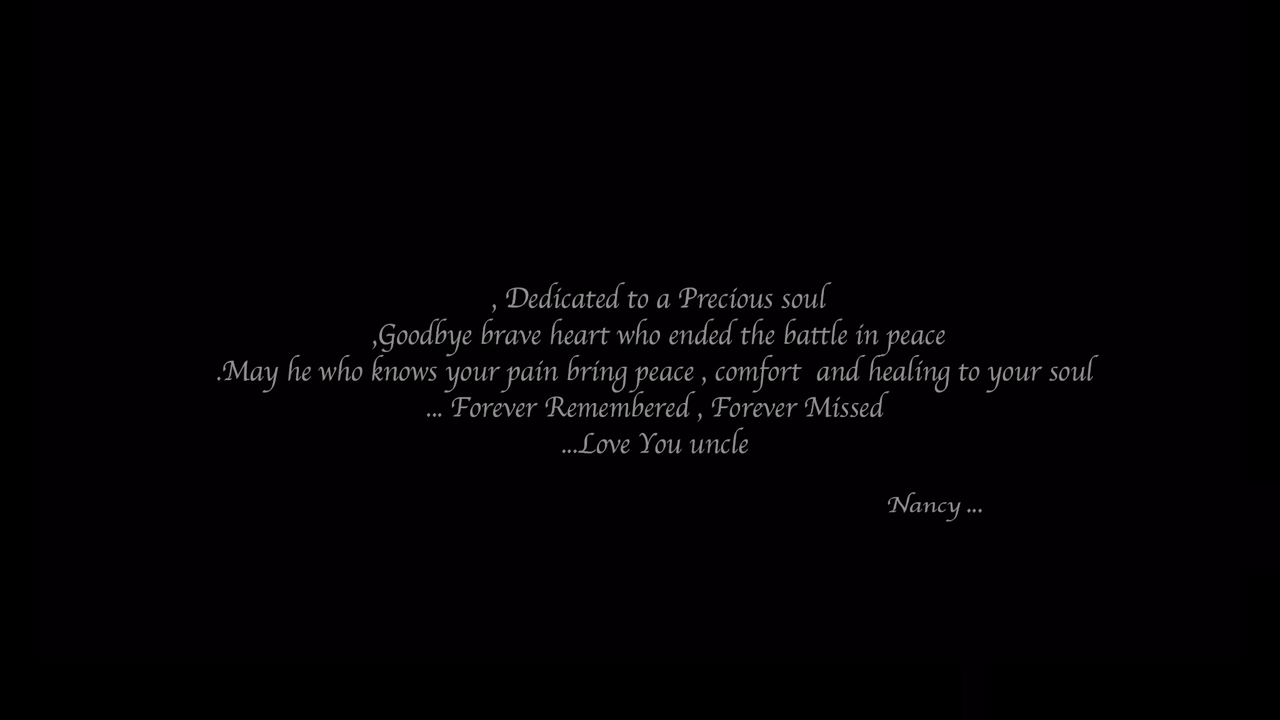 , Dedicated to a Precious soul
,Goodbye brave heart who ended the battle in peace
.May he who knows your pain bring peace , comfort  and healing to your soul
... Forever Remembered , Forever Missed
...Love You uncle
Nancy ...